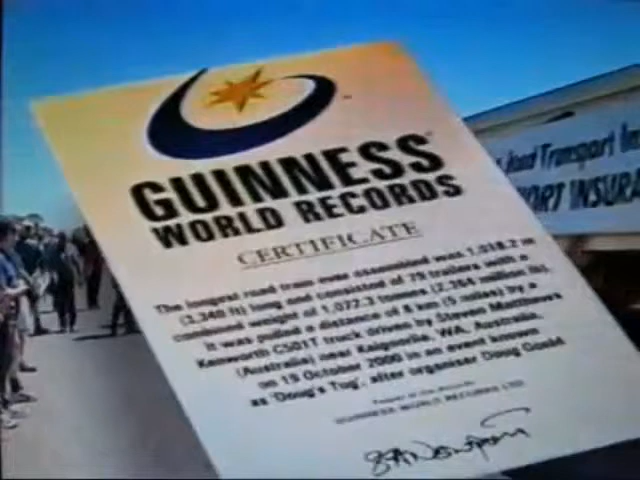 GUINNESS
WORLD RECORDS
CERTIFICATE
The longest road train ever assembled was 1,018.2 m
(3,340 ft) long and consisted of 79 trailers with a
combined weight of 1,072.3 tonnes (2.364 million lb).
It was pulled a distance of 8 km (5 miles) by a
Kenworth C501T truck driven by Steven Matthews
(Australia) near Kalgoorlie, WA, Australia,
on 19 October 2000 in an event known
as 'Doug's Tug', after organiser Doug Gould
GUINNESS WORLD RECORDS LTD
Road Transport
PORT INSURA